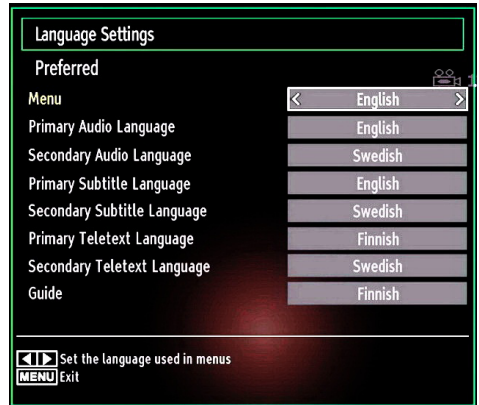 Language Settings
Preferred
1
Menu < English >
Primary Audio Language English
Secondary Audio Language Swedish
Primary Subtitle Language English
Secondary Subtitle Language Swedish
Primary Teletext Language Finnish
Secondary Teletext Language Swedish
Guide Finnish
Set the language used in menus
MENU Exit